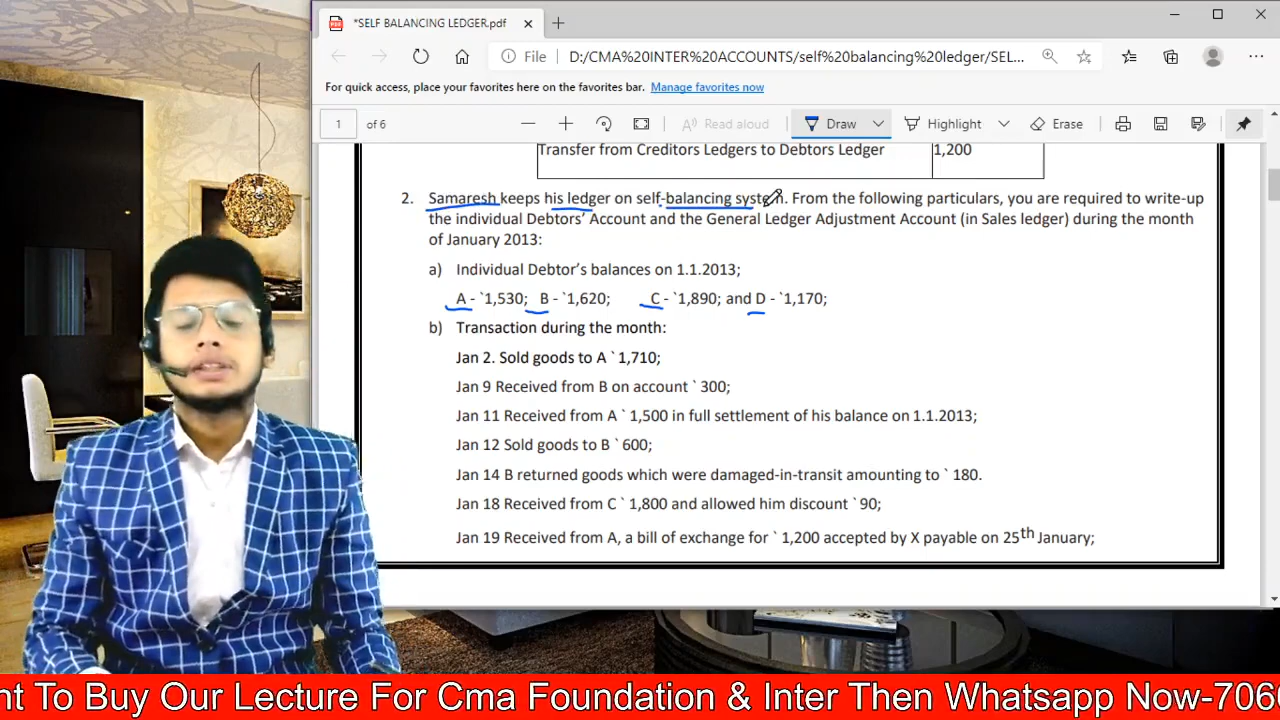 *SELF BALANCING LEDGER.pdf
File D:/CMA%20INTER%20ACCOUNTS/self%20balancing%20ledger/SEL...
For quick access, place your favorites here on the favorites bar. Manage favorites now
1 of 6 Read aloud Draw Highlight Erase
Transfer from Creditors Ledgers to Debtors Ledger 1,200
2. Samaresh keeps his ledger on self-balancing system. From the following particulars, you are required to write-up
the individual Debtors' Account and the General Ledger Adjustment Account (in Sales ledger) during the month
of January 2013:
a) Individual Debtor's balances on 1.1.2013;
A - `1,530; B - `1,620; C - `1,890; and D - `1,170;
b) Transaction during the month:
Jan 2. Sold goods to A ` 1,710;
Jan 9 Received from B on account ` 300;
Jan 11 Received from A ` 1,500 in full settlement of his balance on 1.1.2013;
Jan 12 Sold goods to B ` 600;
Jan 14 B returned goods which were damaged-in-transit amounting to ` 180.
Jan 18 Received from C ` 1,800 and allowed him discount ` 90;
Jan 19 Received from A, a bill of exchange for ` 1,200 accepted by X payable on 25th January;
nt To Buy Our Lecture For Cma Foundation & Inter Then Whatsapp Now-706